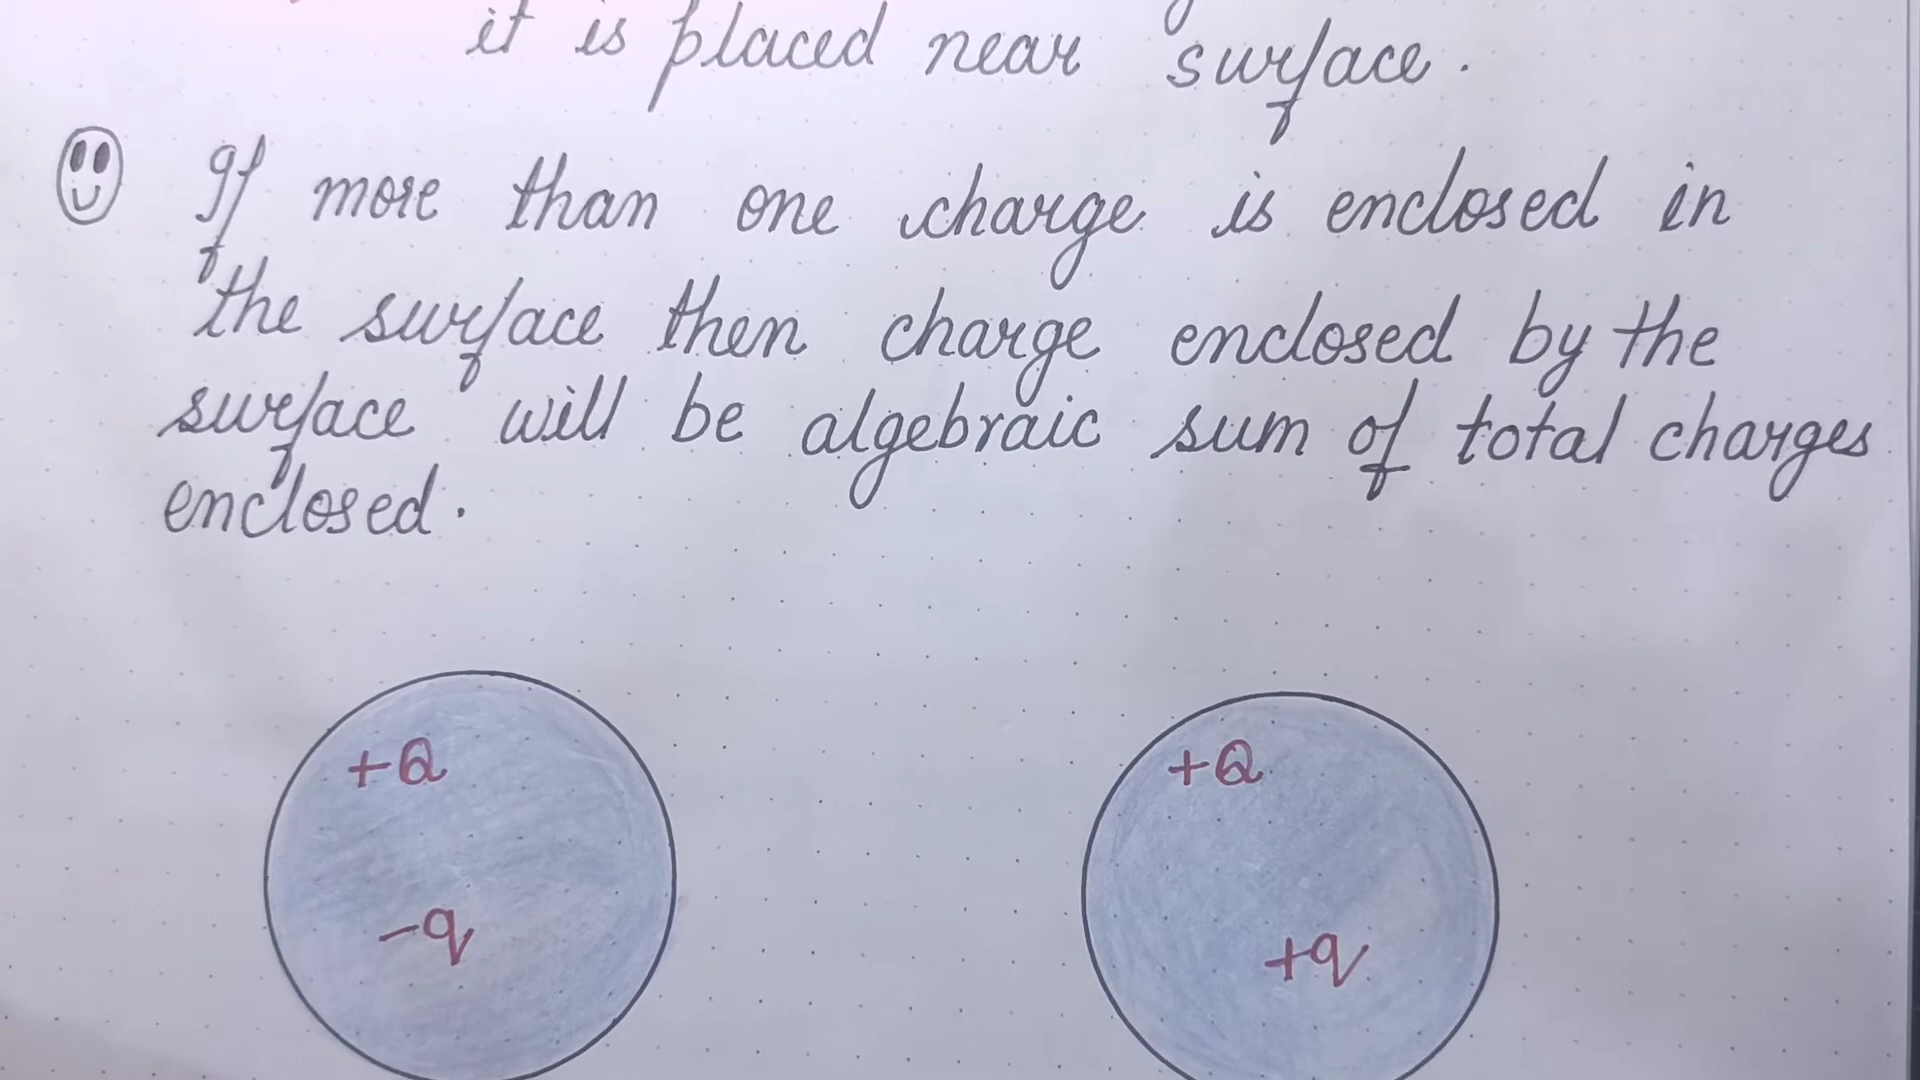 it is placed near surface.
If more than one charge is enclosed in
the surface then charge enclosed by the
surface will be algebraic sum of total charges
enclosed.
+Q
-q
+Q
+q